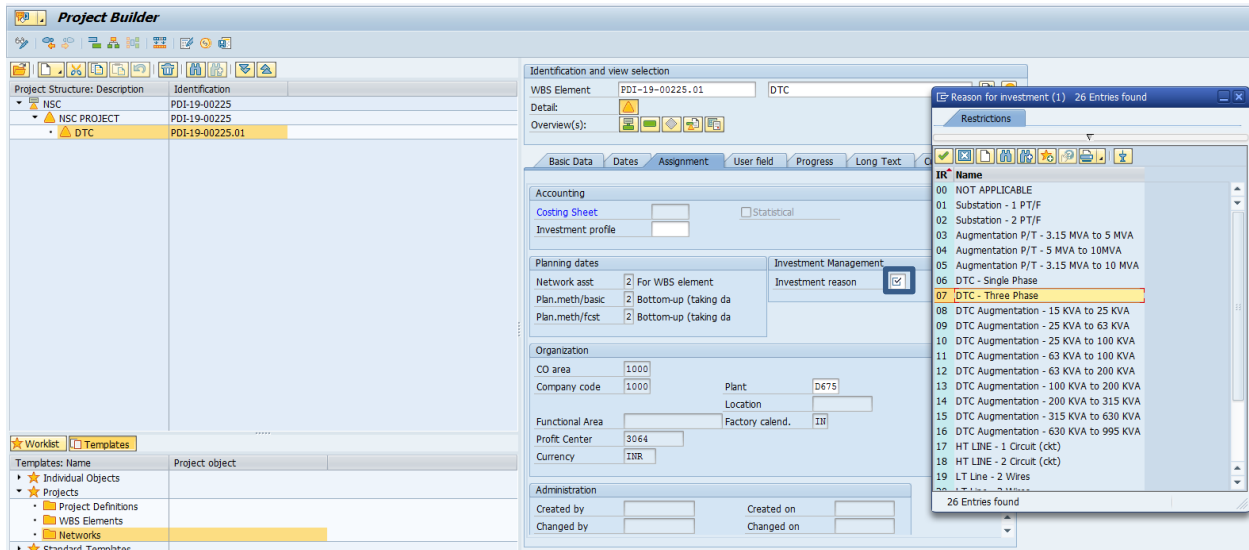 Project Builder
Project Structure: Description Identification
NSC PDI-19-00225
NSC PROJECT PDI-19-00225
DTC PDI-19-00225.01
Worklist Templates
Templates: Name Project object
Individual Objects
Projects
Project Definitions
WBS Elements
Networks
Standard Templates
Identification and view selection
WBS Element PDI-19-00225.01 DTC
Detail:
Overview(s):
Basic Data Dates Assignment User field Progress Long Text
Accounting
Costing Sheet Statistical
Investment profile
Planning dates Investment Management
Network asst 2 For WBS element Investment reason
Plan.meth/basic 2 Bottom-up (taking da
Plan.meth/fcst 2 Bottom-up (taking da
Organization
CO area 1000
Company code 1000 Plant D675
Location
Functional Area Factory calend. IN
Profit Center 3064
Currency INR
Administration
Created by Created on
Changed by Changed on
Reason for investment (1) 26 Entries found
Restrictions
IR Name
00 NOT APPLICABLE
01 Substation - 1 PT/F
02 Substation - 2 PT/F
03 Augmentation P/T - 3.15 MVA to 5 MVA
04 Augmentation P/T - 5 MVA to 10MVA
05 Augmentation P/T - 3.15 MVA to 10 MVA
06 DTC - Single Phase
07 DTC - Three Phase
08 DTC Augmentation - 15 KVA to 25 KVA
09 DTC Augmentation - 25 KVA to 63 KVA
10 DTC Augmentation - 25 KVA to 100 KVA
11 DTC Augmentation - 63 KVA to 100 KVA
12 DTC Augmentation - 63 KVA to 200 KVA
13 DTC Augmentation - 100 KVA to 200 KVA
14 DTC Augmentation - 200 KVA to 315 KVA
15 DTC Augmentation - 315 KVA to 630 KVA
16 DTC Augmentation - 630 KVA to 995 KVA
17 HT LINE - 1 Circuit (ckt)
18 HT LINE - 2 Circuit (ckt)
19 LT Line - 2 Wires
26 Entries found